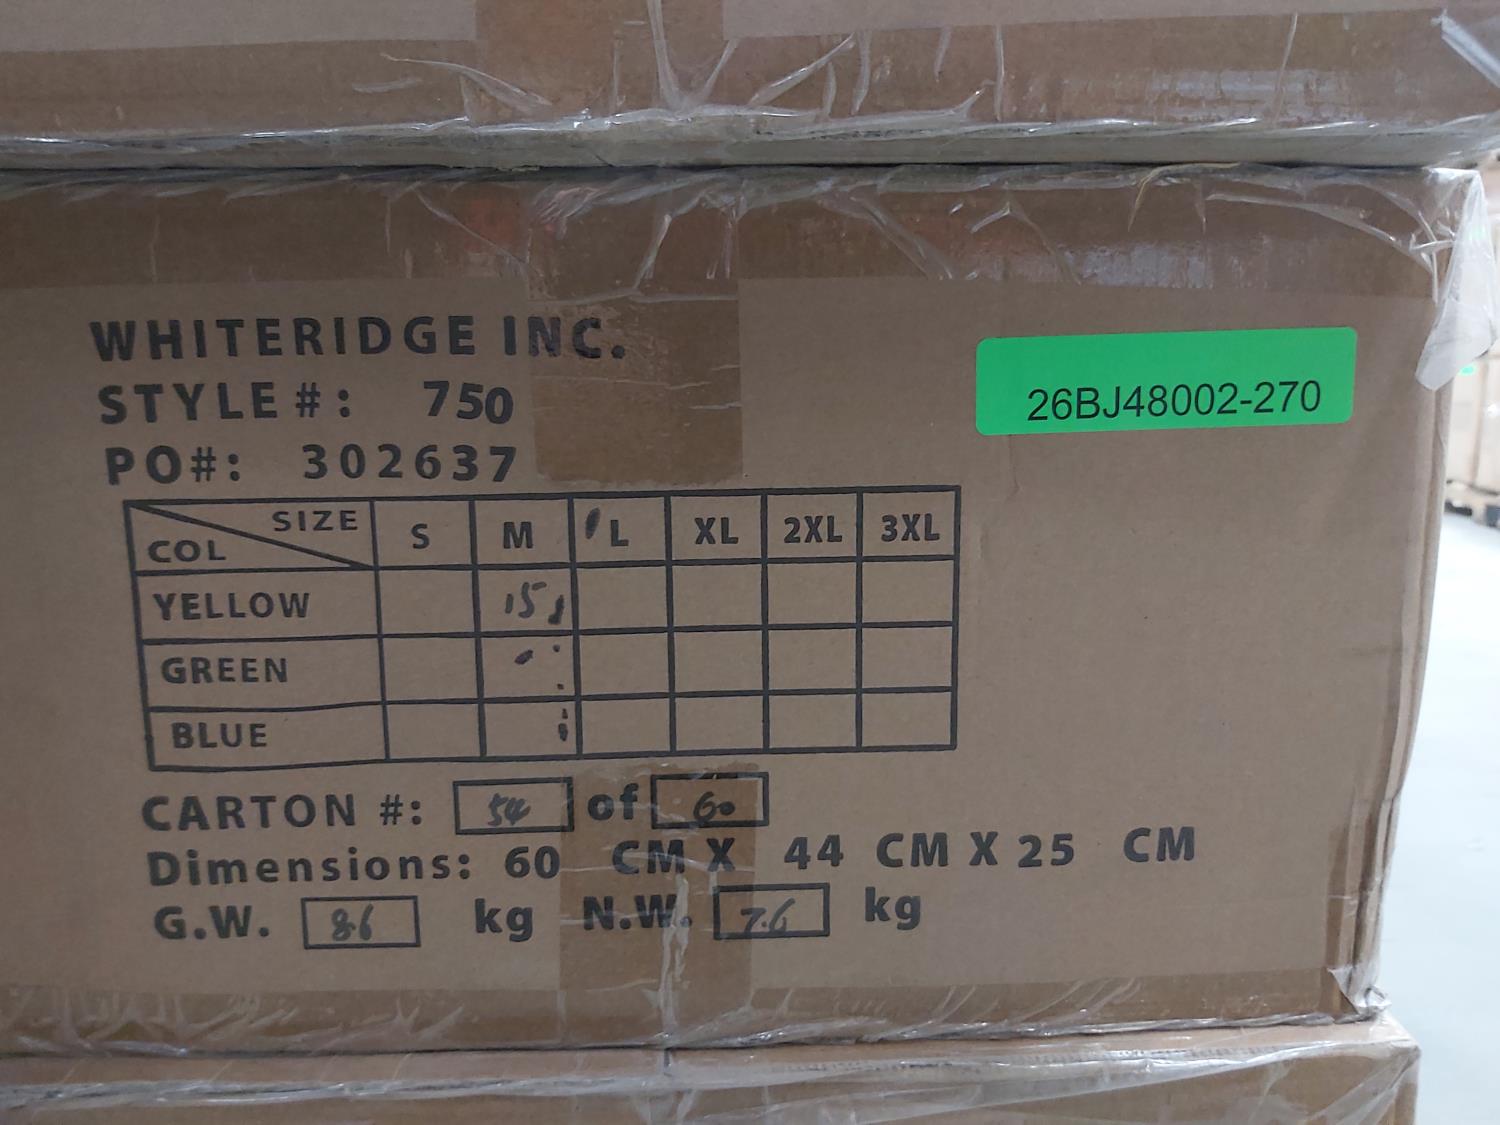 WHITERIDGE INC.
STYLE#: 750
26BJ48002-270
PO#: 302637
SIZE COL S M L XL 2XL 3XL
YELLOW 15
GREEN
BLUE
CARTON #: 54 of 60
Dimensions: 60 CM X 44 CM X 25 CM
G.W. 8.6 kg N.W. 7.6 kg